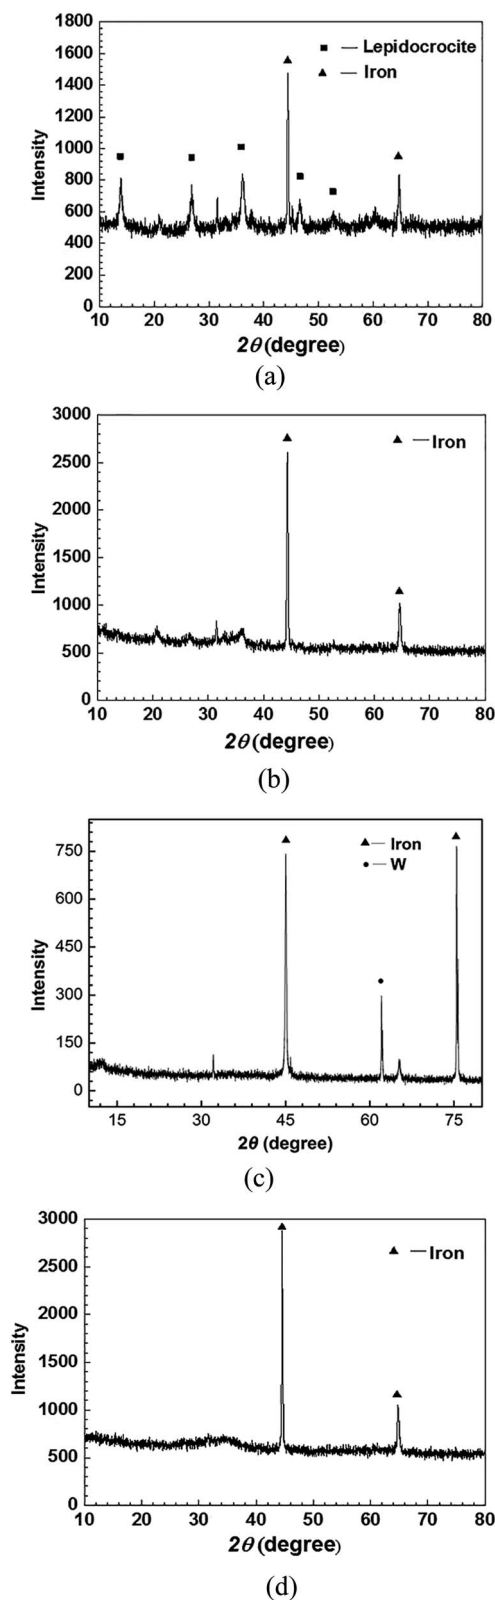 1800
1600
1400
1200
1000
800
600
400
200
0
Intensity
■ — Lepidocrocite
▲ — Iron
10 20 30 40 50 60 70 80
2θ (degree)
(a)
3000
2500
2000
1500
1000
500
0
Intensity
▲ — Iron
10 20 30 40 50 60 70 80
2θ (degree)
(b)
750
600
450
300
150
0
Intensity
▲ — Iron
● — W
15 30 45 60 75
2θ (degree)
(c)
3000
2500
2000
1500
1000
500
0
Intensity
▲ — Iron
10 20 30 40 50 60 70 80
2θ (degree)
(d)